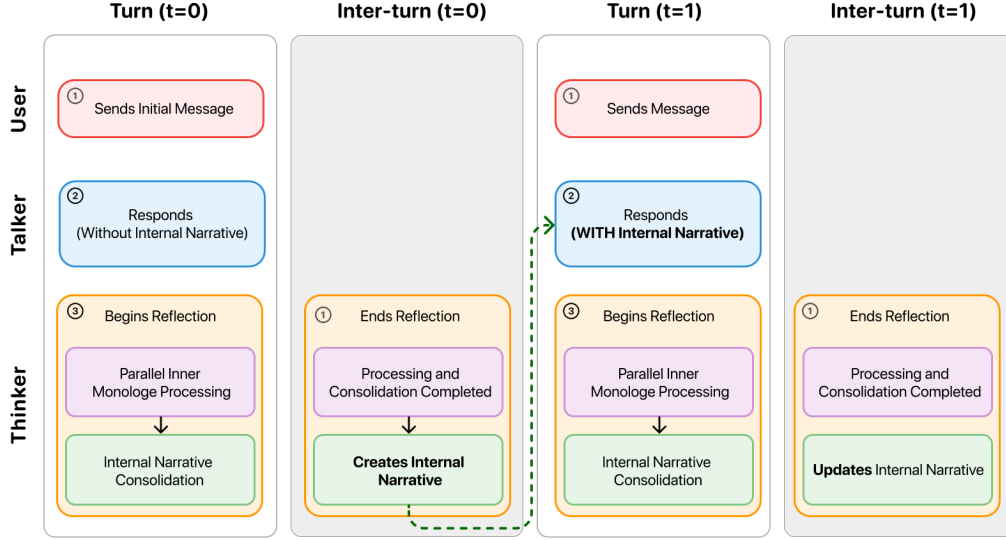 Turn (t=0)
Inter-turn (t=0)
Turn (t=1)
Inter-turn (t=1)
User
1
Sends Initial Message
1
Sends Message
Talker
2
Responds
(Without Internal Narrative)
2
Responds
(WITH Internal Narrative)
Thinker
3
Begins Reflection
Parallel Inner
Monologe Processing
Internal Narrative
Consolidation
1
Ends Reflection
Processing and
Consolidation Completed
Creates Internal
Narrative
3
Begins Reflection
Parallel Inner
Monologe Processing
Internal Narrative
Consolidation
1
Ends Reflection
Processing and
Consolidation Completed
Updates Internal Narrative